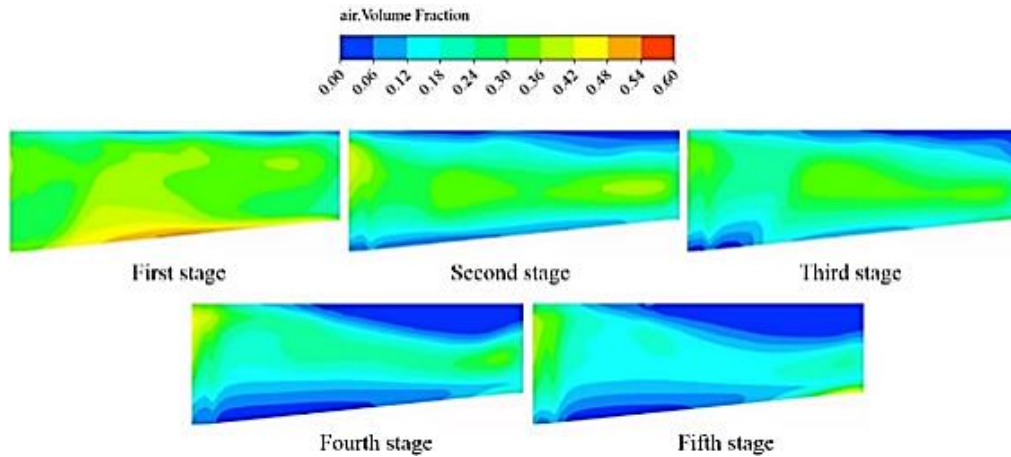 air.Volume Fraction
0.00 0.06 0.12 0.18 0.24 0.30 0.36 0.42 0.48 0.54 0.60
First stage
Second stage
Third stage
Fourth stage
Fifth stage